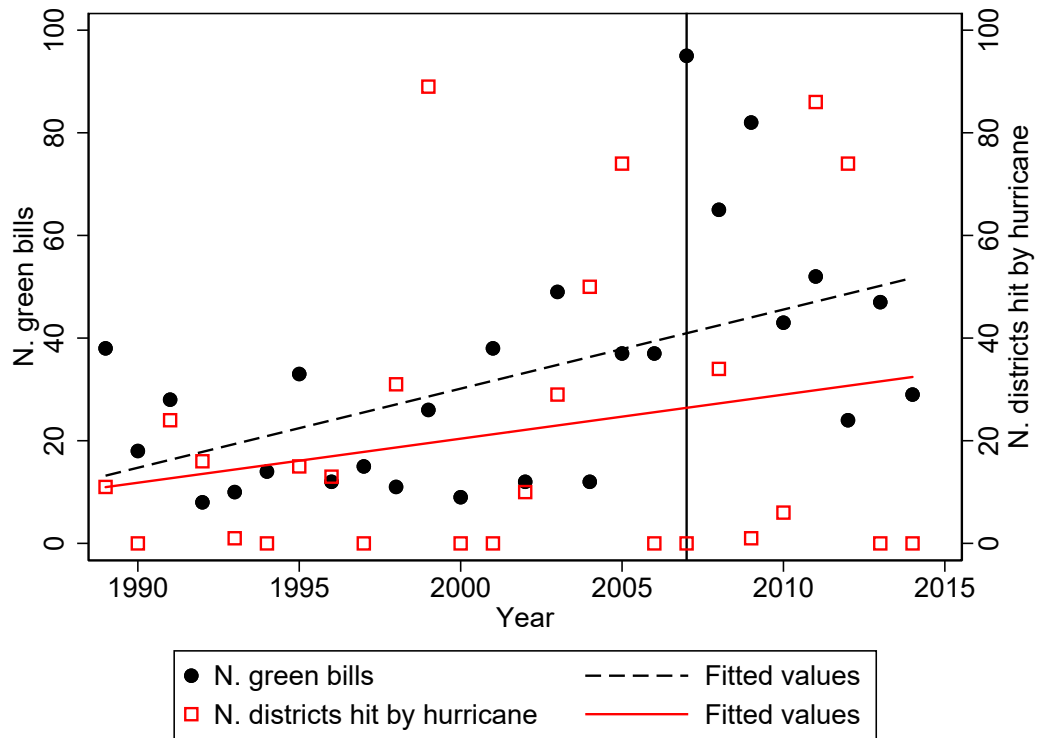 100
80
60
40
20
0
N. green bills
100
80
60
40
20
0
N. districts hit by hurricane
1990 1995 2000 2005 2010 2015
Year
N. green bills
Fitted values
N. districts hit by hurricane
Fitted values